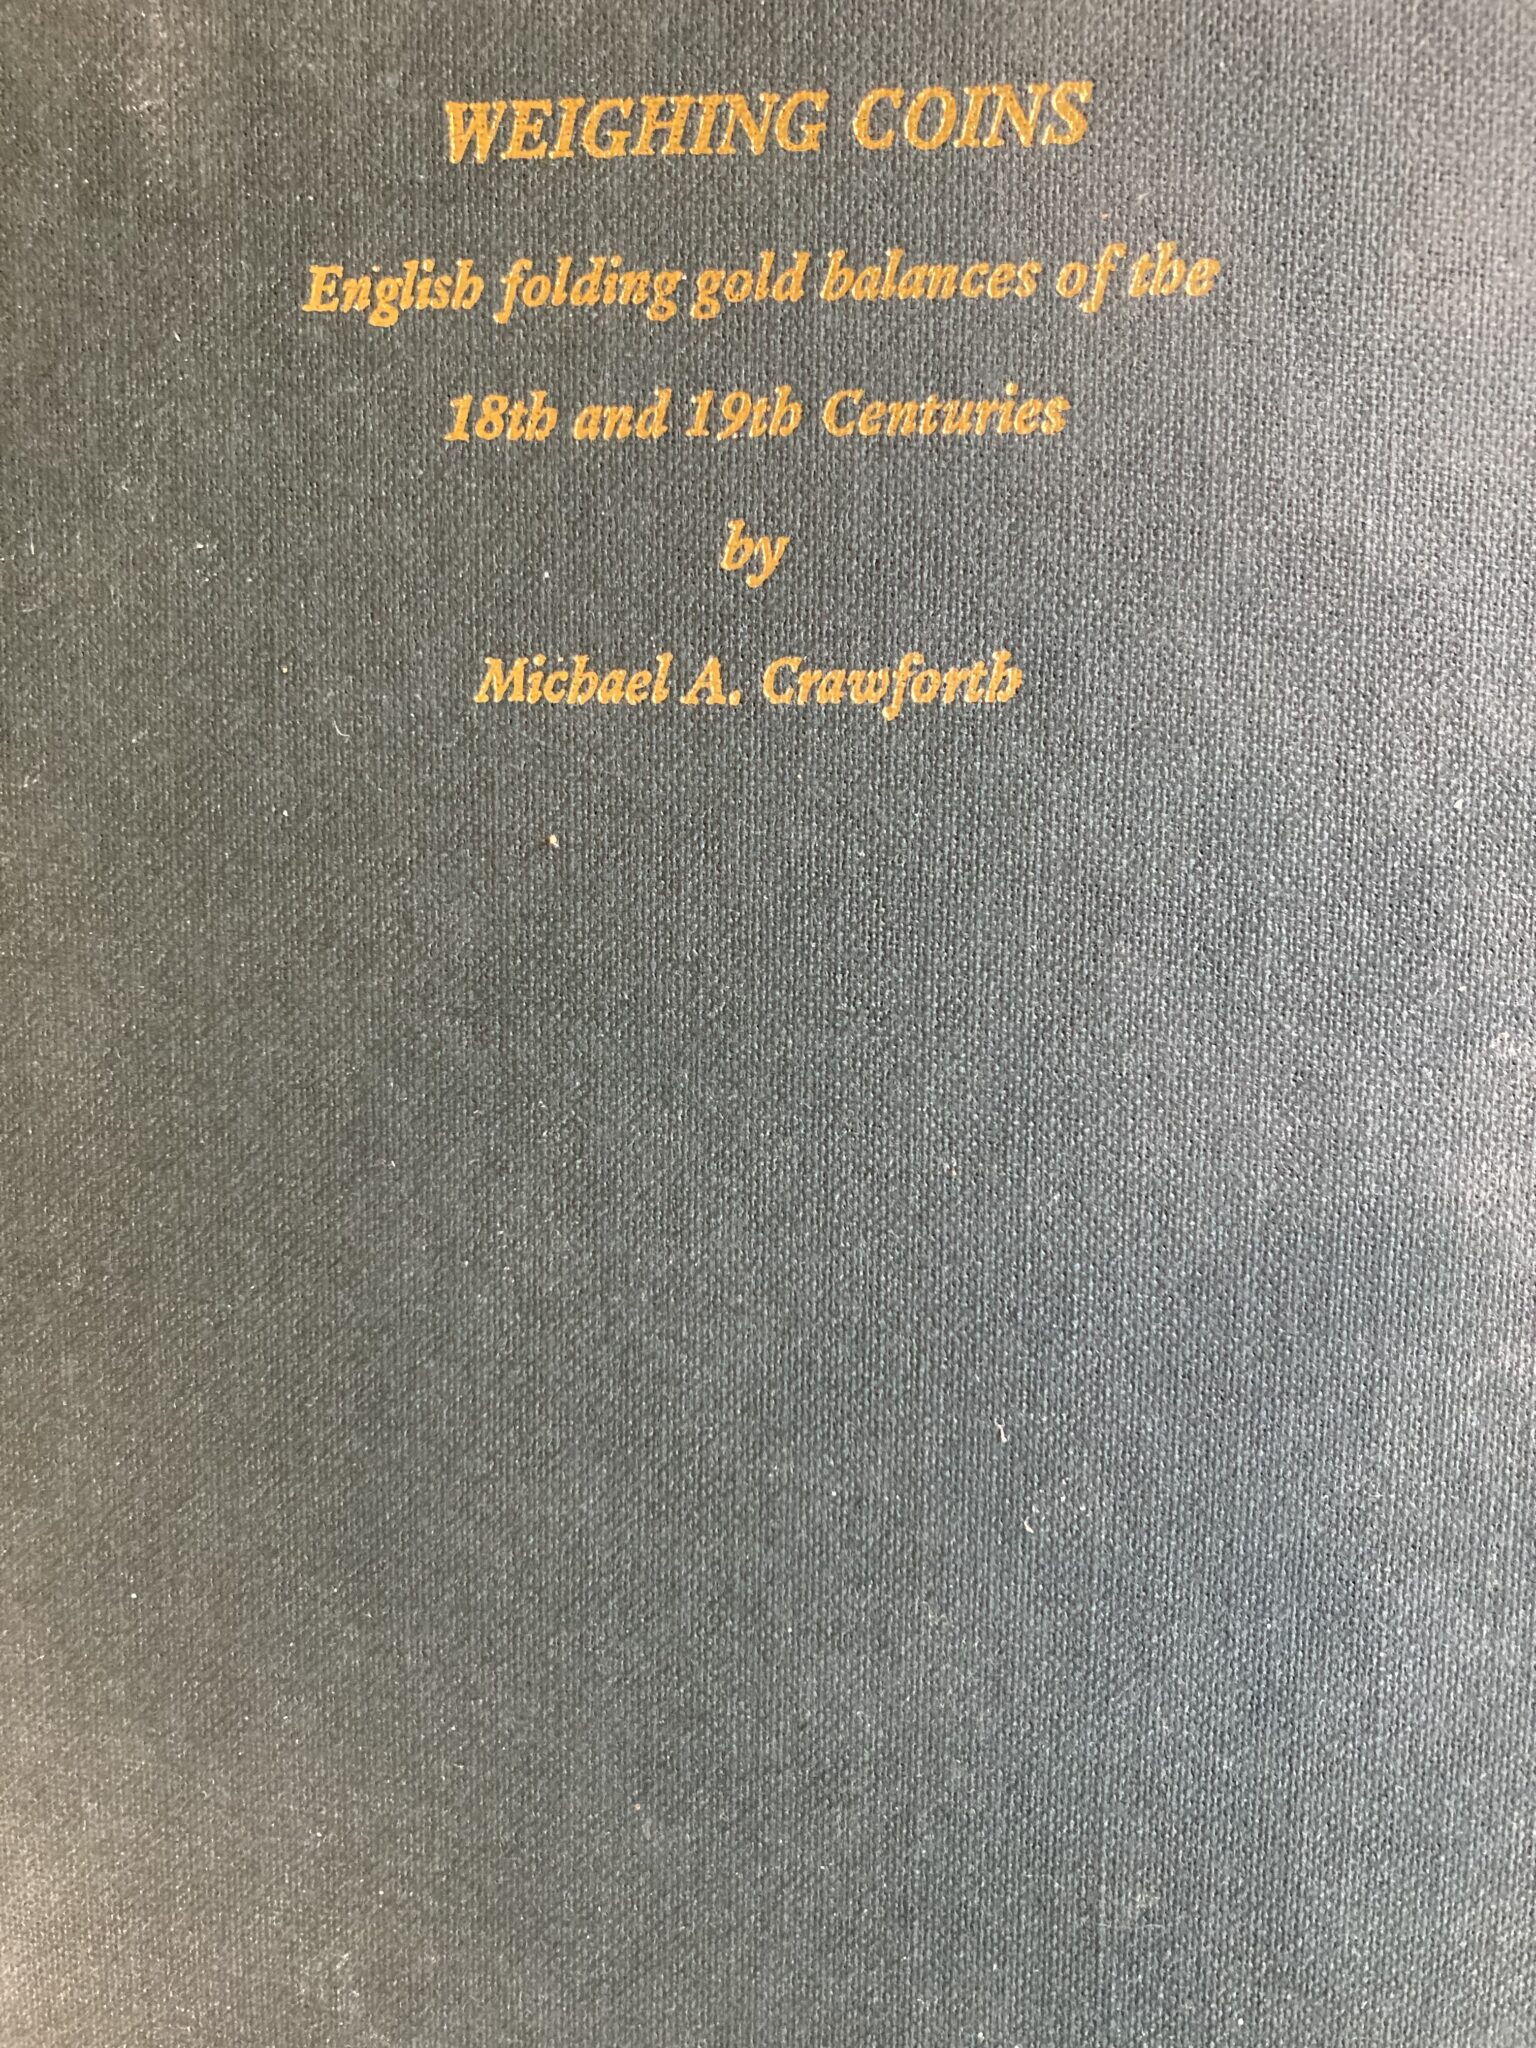 WEIGHING COINS
English folding gold balances of the
18th and 19th Centuries
by
Michael A. Crawforth